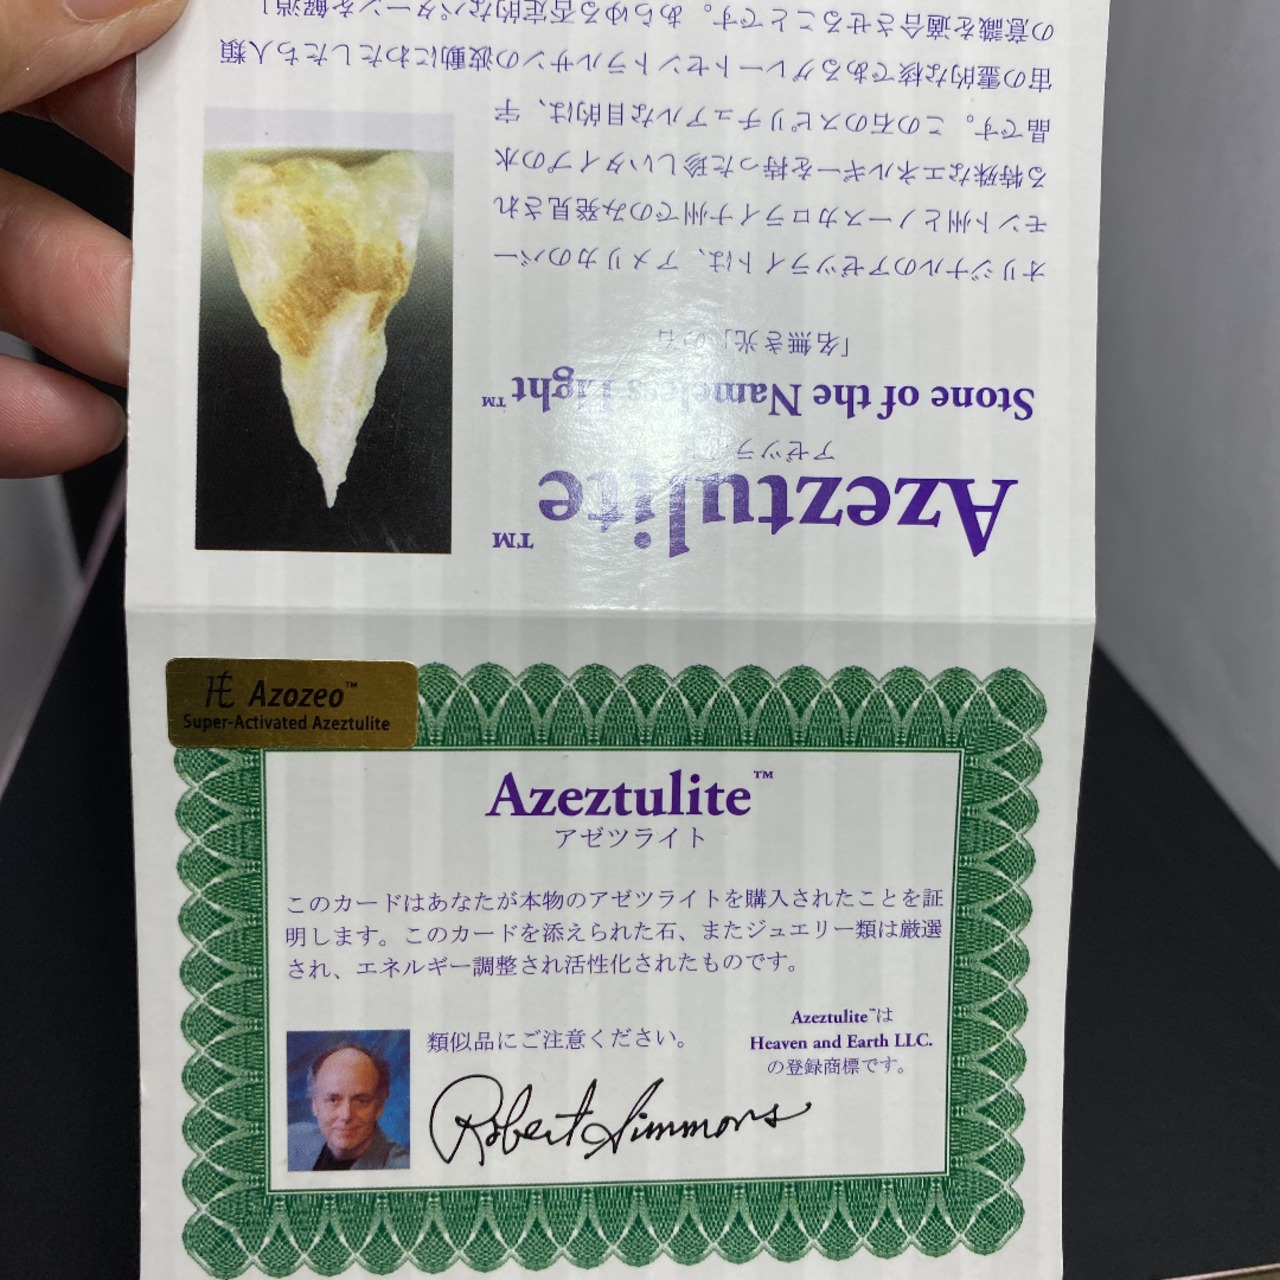 Azeztulite™
アゼツラ
Stone of the Nameless Light™
「名無き光」の石
オリジナルのアゼツライトは、アメリカのバー
モント州とノースカロライナ州でのみ発見され
る特殊なエネルギーを持った珍しいタイプの水
晶です。この石のスピリチュアルな目的は、宇
宙の霊的な核であるグレートセントラルサンの波動にわたしたち人類
の意識を適合させることです。あらゆる否定的なパターンを解消し
HE Azozeo™
Super-Activated Azeztulite
Azeztulite™
アゼツライト
このカードはあなたが本物のアゼツライトを購入されたことを証
明します。このカードを添えられた石、またジュエリー類は厳選
され、エネルギー調整され活性化されたものです。
類似品にご注意ください。
Azeztulite™は
Heaven and Earth LLC.
の登録商標です。
Robert Simmons